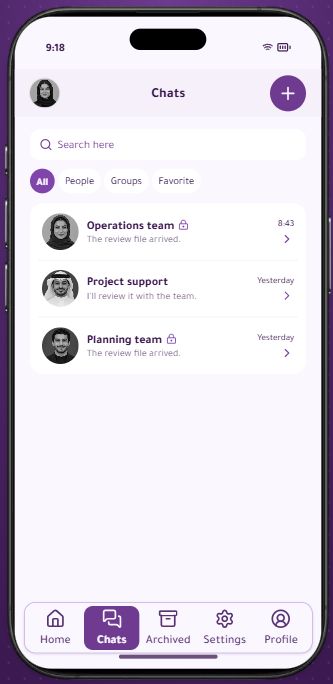 9:18
Chats
Search here
All People Groups Favorite
Operations team 8:43
The review file arrived.
Project support Yesterday
I'll review it with the team.
Planning team Yesterday
The review file arrived.
Home Chats Archived Settings Profile